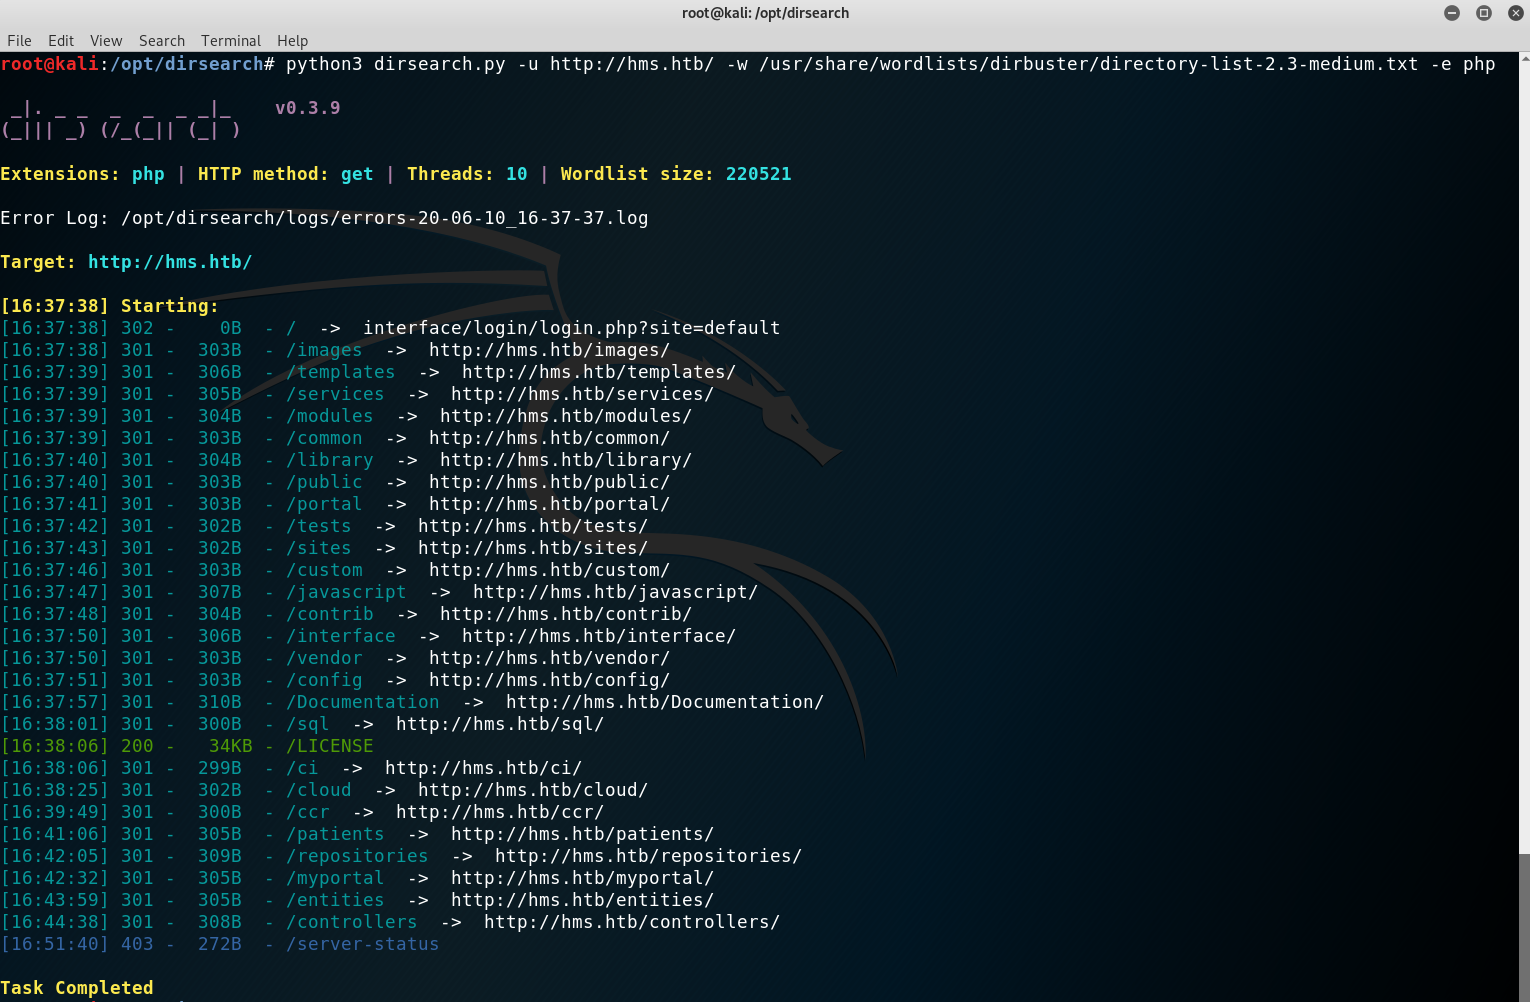 root@kali: /opt/dirsearch
File Edit View Search Terminal Help
root@kali:/opt/dirsearch# python3 dirsearch.py -u http://hms.htb/ -w /usr/share/wordlists/dirbuster/directory-list-2.3-medium.txt -e php
 _|. _ _  _  _  _ _|_    v0.3.9
(_||| _) (/_(_|| (_| )
Extensions: php | HTTP method: get | Threads: 10 | Wordlist size: 220521
Error Log: /opt/dirsearch/logs/errors-20-06-10_16-37-37.log
Target: http://hms.htb/
[16:37:38] Starting:
[16:37:38] 302 -    0B  - /  ->  interface/login/login.php?site=default
[16:37:38] 301 -  303B  - /images  ->  http://hms.htb/images/
[16:37:39] 301 -  306B  - /templates  ->  http://hms.htb/templates/
[16:37:39] 301 -  305B  - /services  ->  http://hms.htb/services/
[16:37:39] 301 -  304B  - /modules  ->  http://hms.htb/modules/
[16:37:39] 301 -  303B  - /common  ->  http://hms.htb/common/
[16:37:40] 301 -  304B  - /library  ->  http://hms.htb/library/
[16:37:40] 301 -  303B  - /public  ->  http://hms.htb/public/
[16:37:41] 301 -  303B  - /portal  ->  http://hms.htb/portal/
[16:37:42] 301 -  302B  - /tests  ->  http://hms.htb/tests/
[16:37:43] 301 -  302B  - /sites  ->  http://hms.htb/sites/
[16:37:46] 301 -  303B  - /custom  ->  http://hms.htb/custom/
[16:37:47] 301 -  307B  - /javascript  ->  http://hms.htb/javascript/
[16:37:48] 301 -  304B  - /contrib  ->  http://hms.htb/contrib/
[16:37:50] 301 -  306B  - /interface  ->  http://hms.htb/interface/
[16:37:50] 301 -  303B  - /vendor  ->  http://hms.htb/vendor/
[16:37:51] 301 -  303B  - /config  ->  http://hms.htb/config/
[16:37:57] 301 -  310B  - /Documentation  ->  http://hms.htb/Documentation/
[16:38:01] 301 -  300B  - /sql  ->  http://hms.htb/sql/
[16:38:06] 200 -   34KB - /LICENSE
[16:38:06] 301 -  299B  - /ci  ->  http://hms.htb/ci/
[16:38:25] 301 -  302B  - /cloud  ->  http://hms.htb/cloud/
[16:39:49] 301 -  300B  - /ccr  ->  http://hms.htb/ccr/
[16:41:06] 301 -  305B  - /patients  ->  http://hms.htb/patients/
[16:42:05] 301 -  309B  - /repositories  ->  http://hms.htb/repositories/
[16:42:32] 301 -  305B  - /myportal  ->  http://hms.htb/myportal/
[16:43:59] 301 -  305B  - /entities  ->  http://hms.htb/entities/
[16:44:38] 301 -  308B  - /controllers  ->  http://hms.htb/controllers/
[16:51:40] 403 -  272B  - /server-status
Task Completed